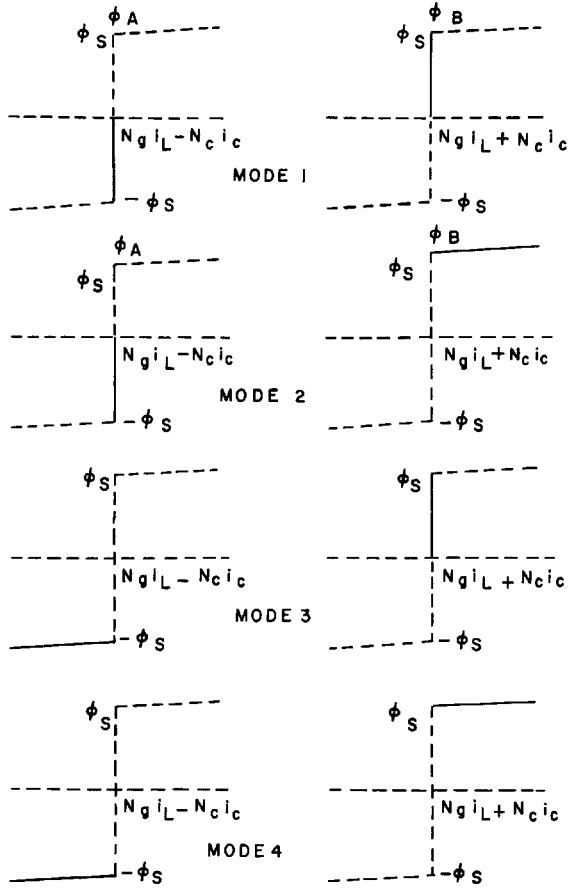 ϕA
ϕB
ϕS
ϕS
NgiL−Ncic
NgiL+Ncic
MODE 1
−ϕS
−ϕS
ϕA
ϕB
ϕS
ϕS
NgiL−Ncic
NgiL+Ncic
MODE 2
−ϕS
−ϕS
ϕS
ϕS
NgiL−Ncic
NgiL+Ncic
MODE 3
−ϕS
−ϕS
ϕS
ϕS
NgiL−Ncic
NgiL+Ncic
MODE 4
−ϕS
−ϕS